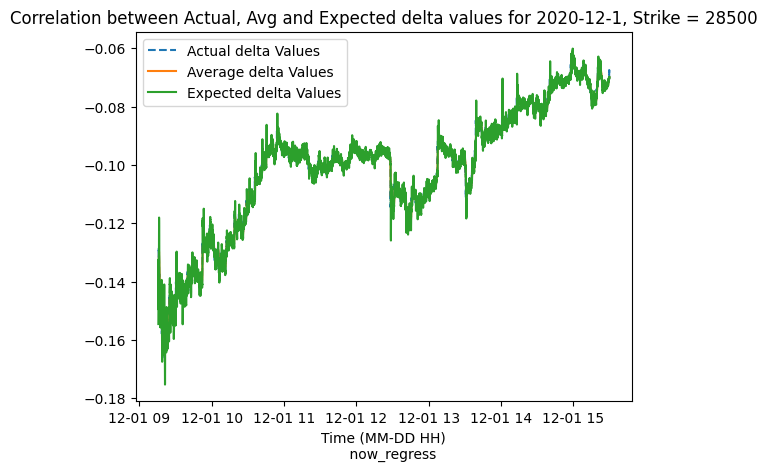 Correlation between Actual, Avg and Expected delta values for 2020-12-1, Strike = 28500
Actual delta Values
Average delta Values
Expected delta Values
−0.06
−0.08
−0.10
−0.12
−0.14
−0.16
−0.18
12-01 09 12-01 10 12-01 11 12-01 12 12-01 13 12-01 14 12-01 15
Time (MM-DD HH)
now_regress